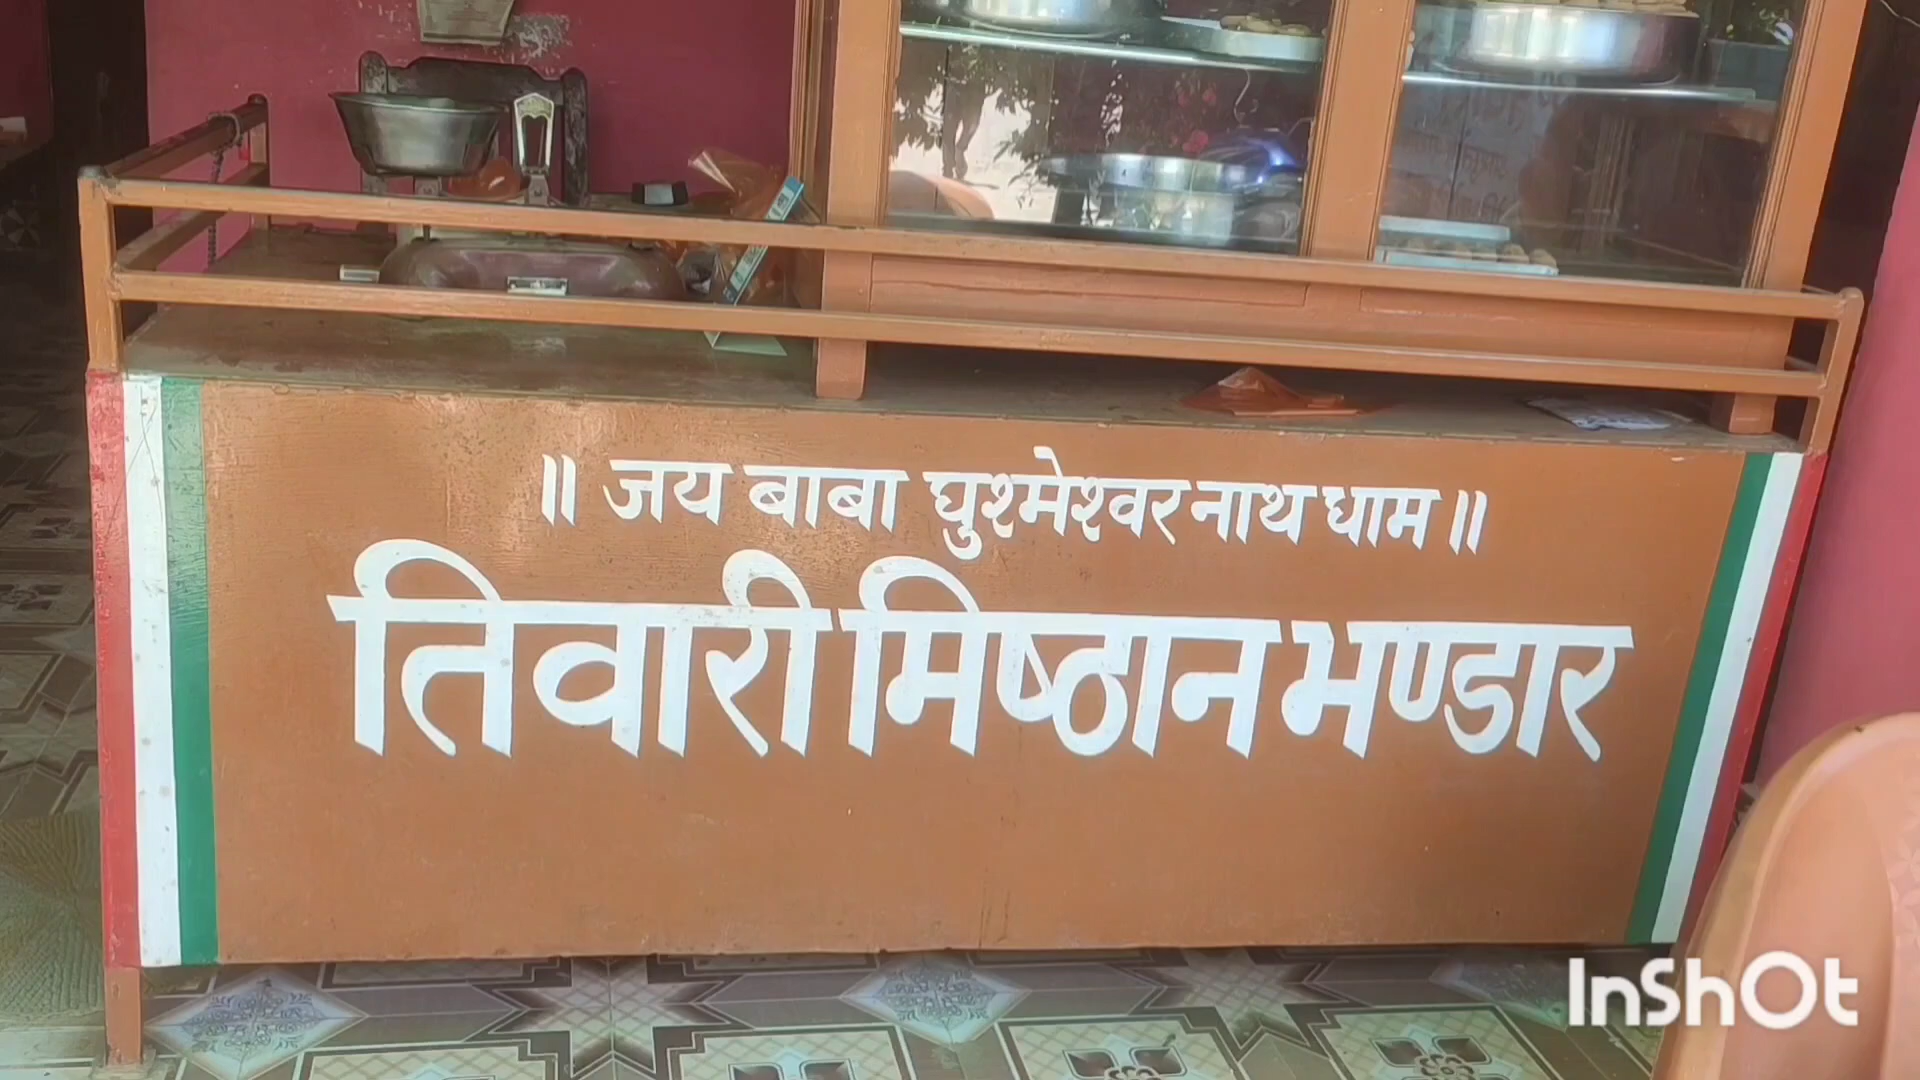 ॥ जय बाबा घुश्मेश्वर नाथ धाम ॥
तिवारी मिष्ठान भण्डार
InShOt